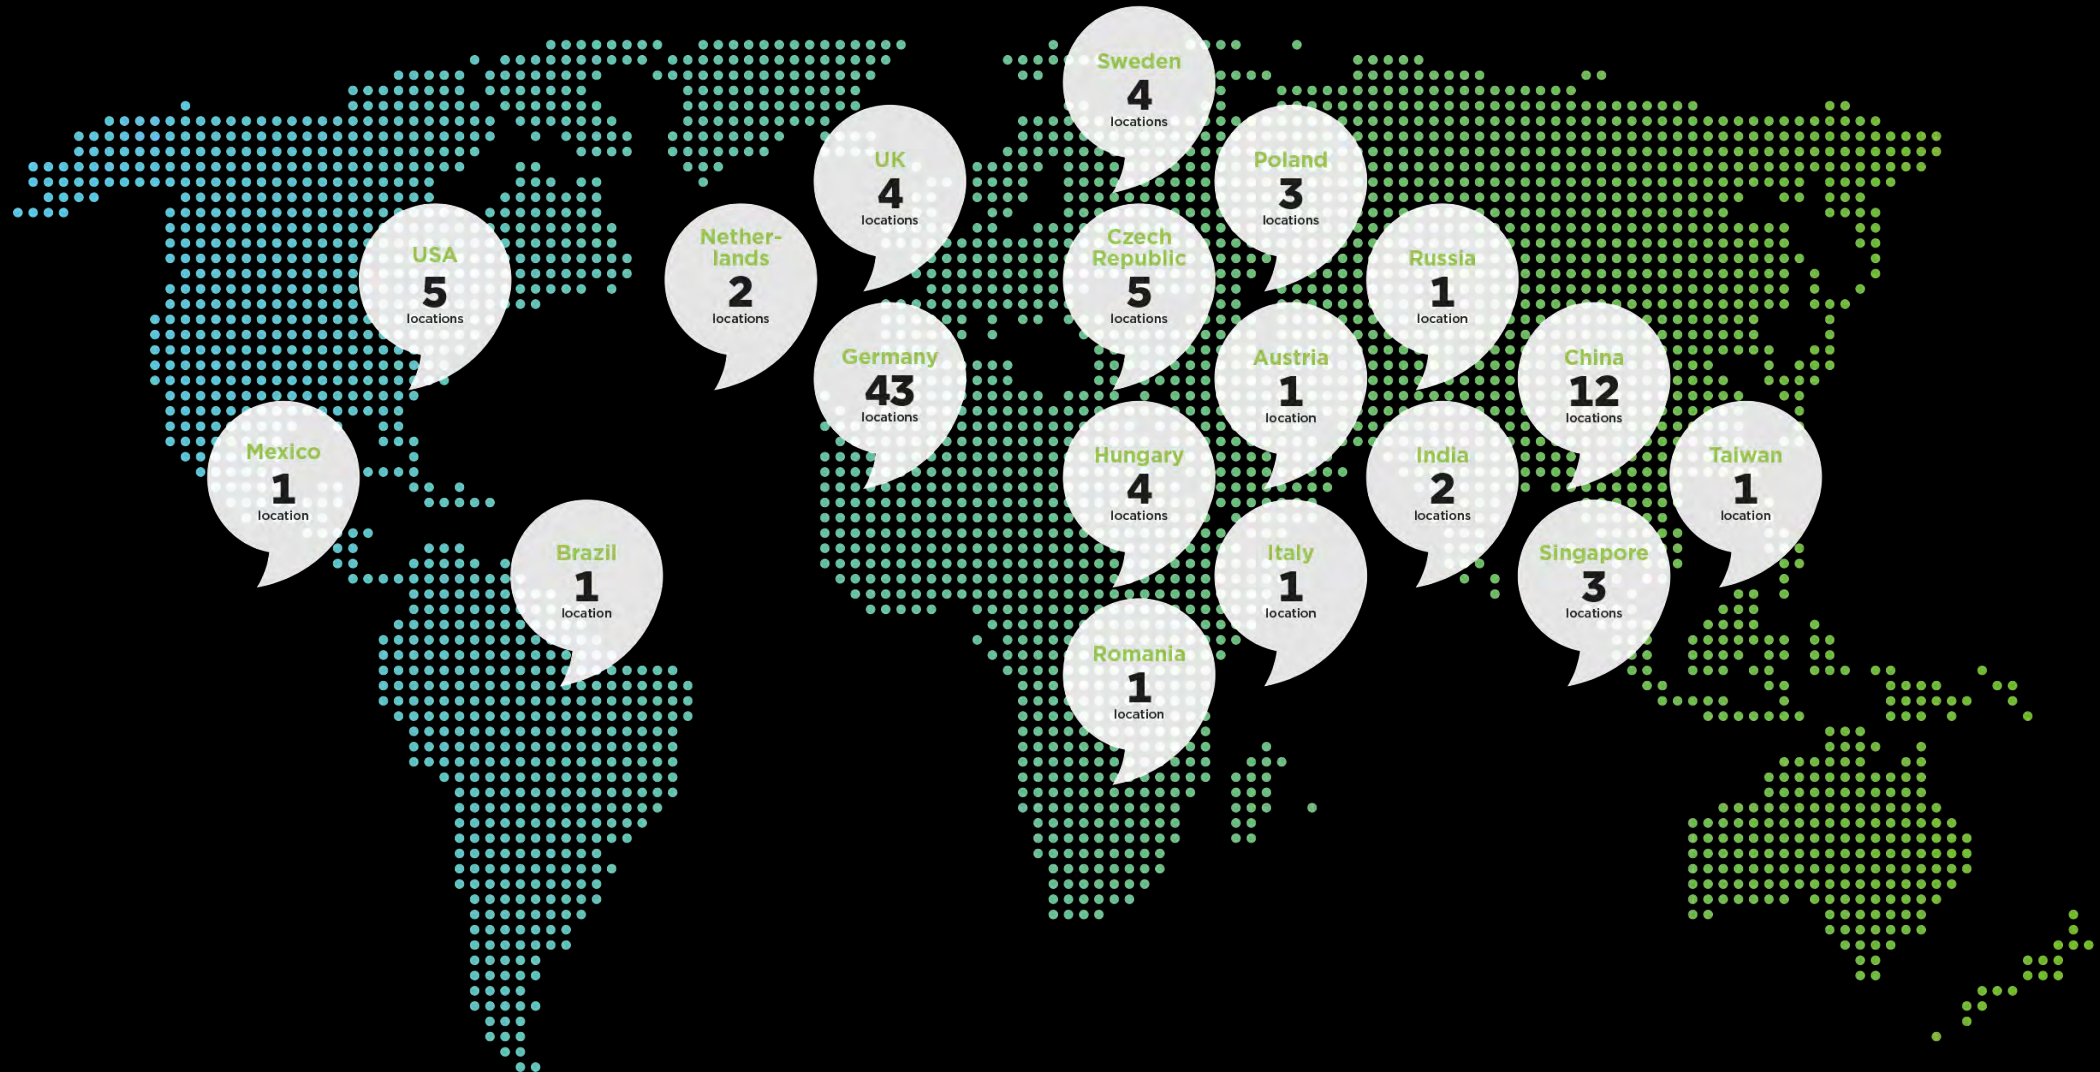 Sweden
4
locations
UK
4
locations
Poland
3
locations
USA
5
locations
Nether-
lands
2
locations
Czech
Republic
5
locations
Russia
1
location
Germany
43
locations
Austria
1
location
China
12
locations
Mexico
1
location
Hungary
4
locations
India
2
locations
Taiwan
1
location
Brazil
1
location
Italy
1
location
Singapore
3
locations
Romania
1
location